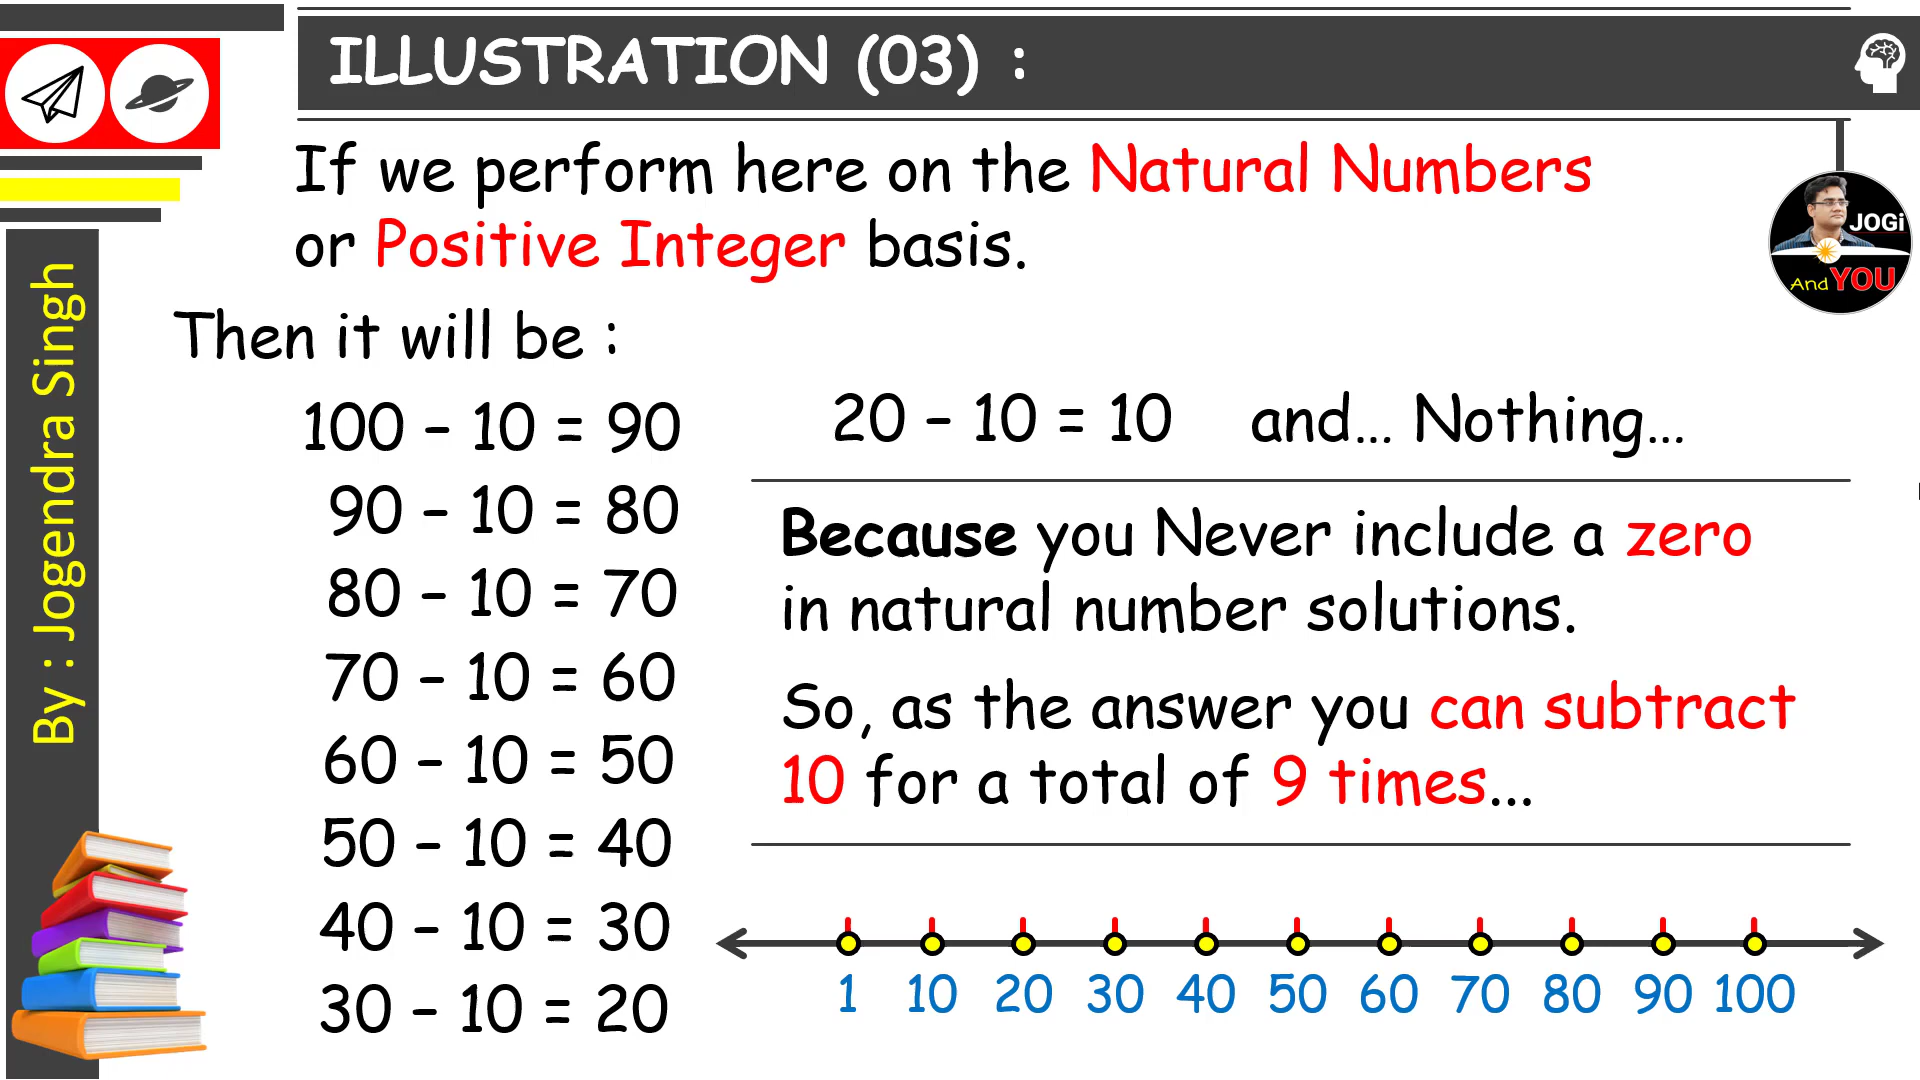 ILLUSTRATION (03) :
If we perform here on the Natural Numbers
or Positive Integer basis.
JOGi
And YOU
By : Jogendra Singh
Then it will be :
100 – 10 = 90
90 – 10 = 80
80 – 10 = 70
70 – 10 = 60
60 – 10 = 50
50 – 10 = 40
40 – 10 = 30
30 – 10 = 20
20 – 10 = 10 and... Nothing...
Because you Never include a zero
in natural number solutions.
So, as the answer you can subtract
10 for a total of 9 times...
1 10 20 30 40 50 60 70 80 90 100